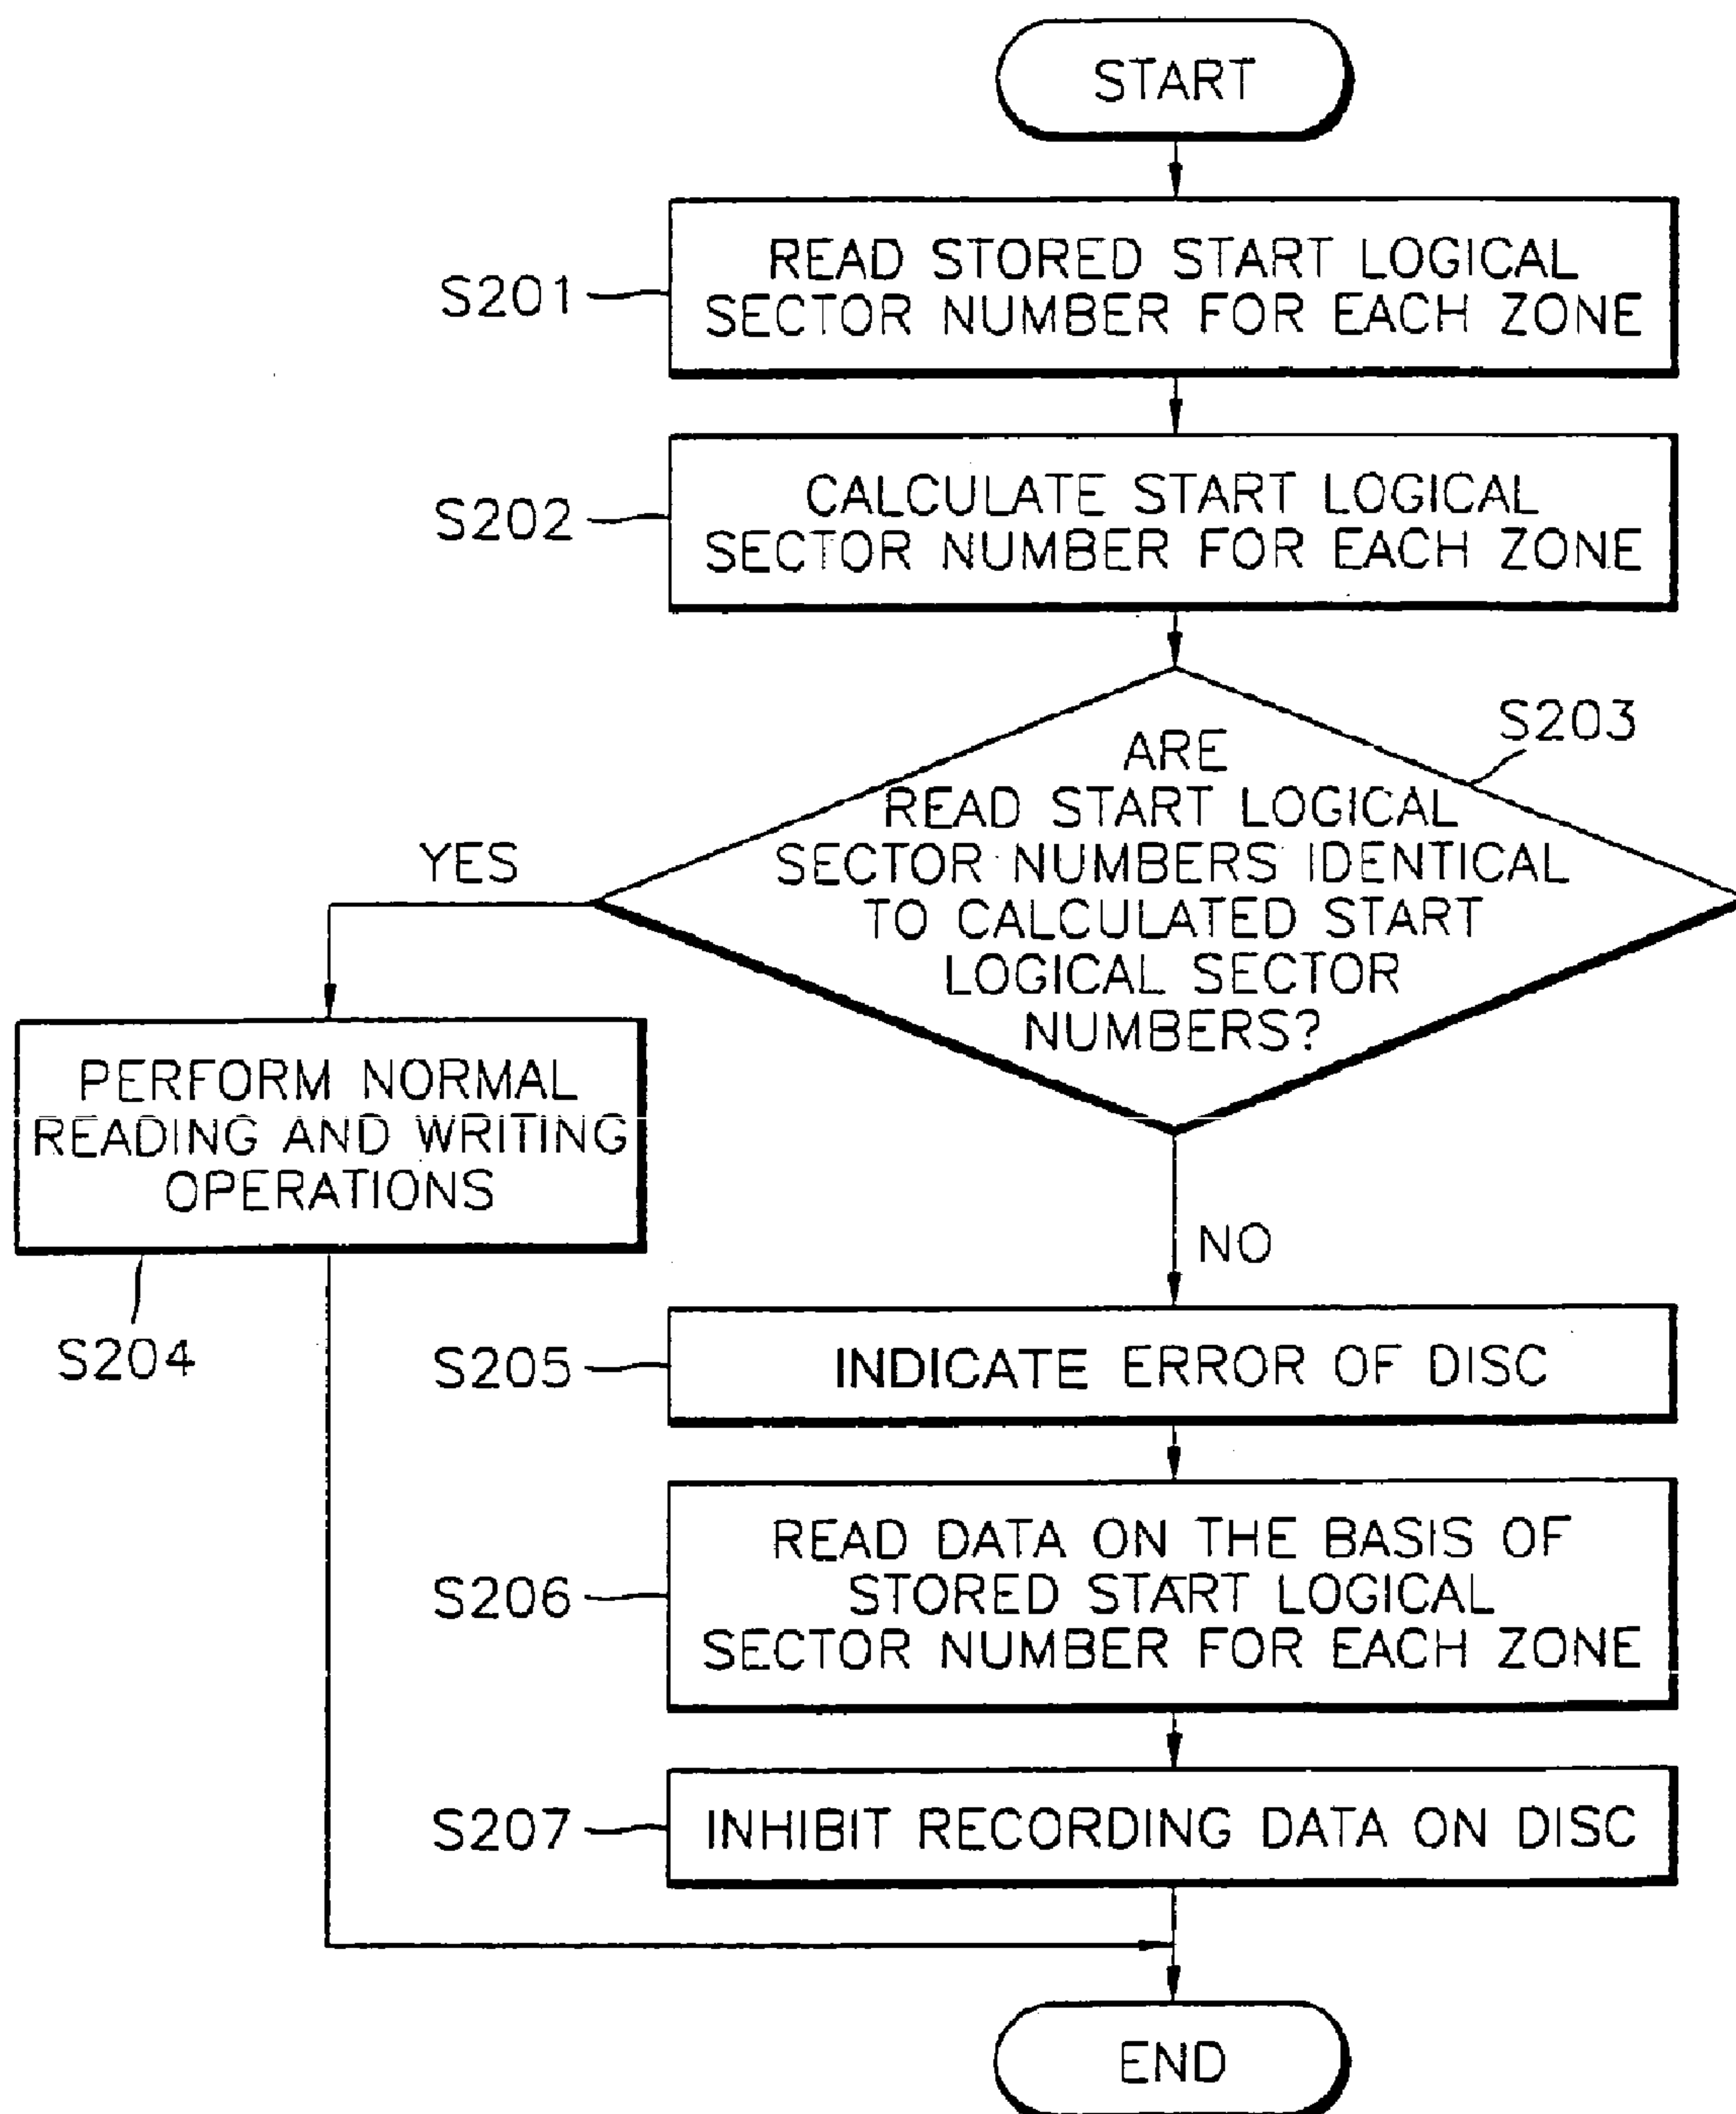 START
S201
READ STORED START LOGICAL
SECTOR NUMBER FOR EACH ZONE
S202
CALCULATE START LOGICAL
SECTOR NUMBER FOR EACH ZONE
S203
ARE
READ START LOGICAL
SECTOR NUMBERS IDENTICAL
TO CALCULATED START
LOGICAL SECTOR
NUMBERS?
YES
PERFORM NORMAL
READING AND WRITING
OPERATIONS
S204
NO
S205
INDICATE ERROR OF DISC
S206
READ DATA ON THE BASIS OF
STORED START LOGICAL
SECTOR NUMBER FOR EACH ZONE
S207
INHIBIT RECORDING DATA ON DISC
END